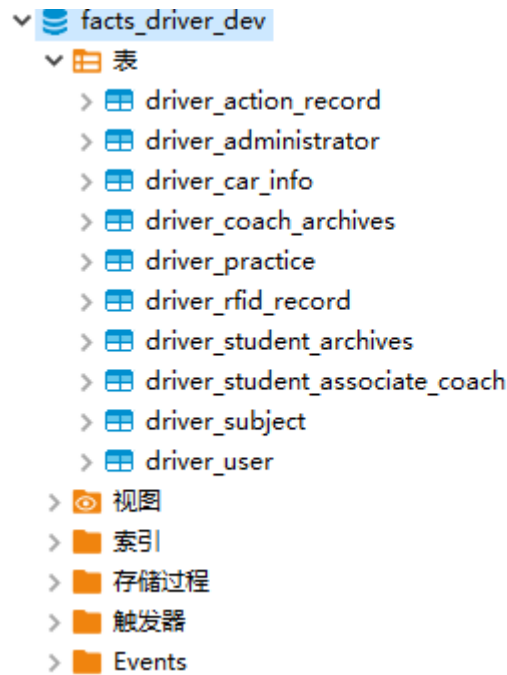 facts_driver_dev
表
driver_action_record
driver_administrator
driver_car_info
driver_coach_archives
driver_practice
driver_rfid_record
driver_student_archives
driver_student_associate_coach
driver_subject
driver_user
视图
索引
存储过程
触发器
Events